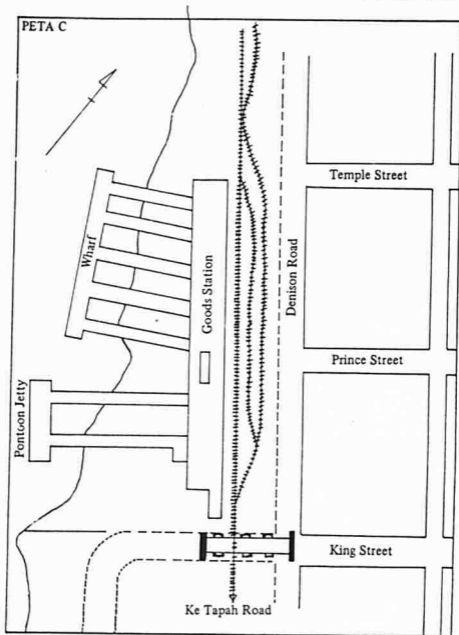 PETA C
Temple Street
Wharf
Goods Station
Denison Road
Prince Street
Pontoon Jetty
King Street
Ke Tapah Road